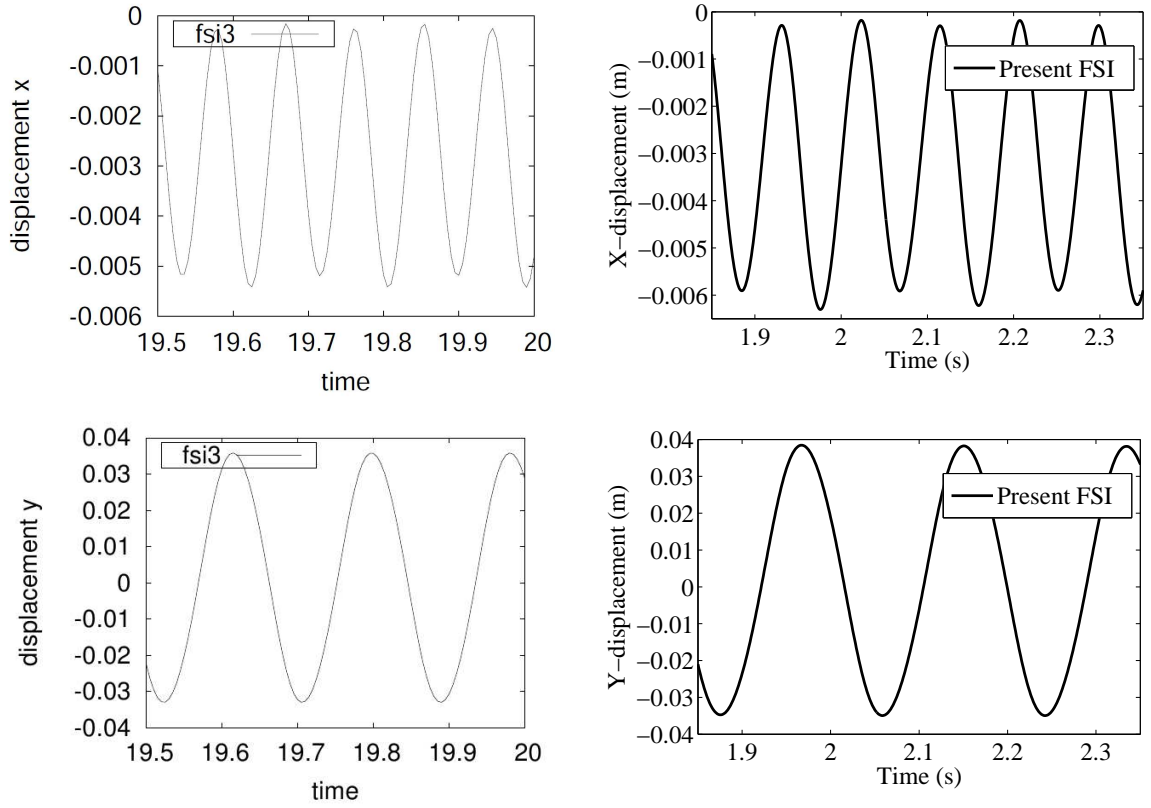 fsi3
0
-0.001
-0.002
-0.003
-0.004
-0.005
-0.006
displacement x
19.5 19.6 19.7 19.8 19.9 20
time
Present FSI
0
−0.001
−0.002
−0.003
−0.004
−0.005
−0.006
X−displacement (m)
1.9 2 2.1 2.2 2.3
Time (s)
fsi3
0.04
0.03
0.02
0.01
0
-0.01
-0.02
-0.03
-0.04
displacement y
19.5 19.6 19.7 19.8 19.9 20
time
Present FSI
0.04
0.03
0.02
0.01
0
−0.01
−0.02
−0.03
−0.04
Y−displacement (m)
1.9 2 2.1 2.2 2.3
Time (s)